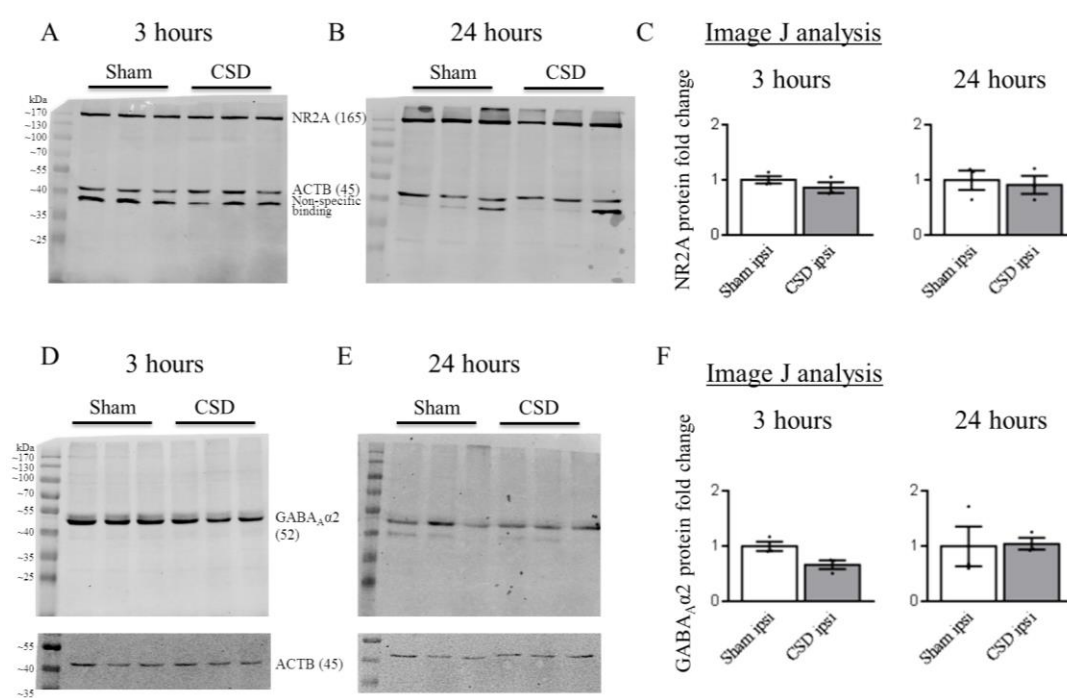 A 3 hours
Sham CSD
kDa
~170
~130
~100
~70
~55
~40
~35
~25
NR2A (165)
ACTB (45)
Non-specific
binding
B 24 hours
Sham CSD
C Image J analysis
3 hours 24 hours
NR2A protein fold change
2
1
0
Sham ipsi
CSD ipsi
2
1
0
Sham ipsi
CSD ipsi
D 3 hours
Sham CSD
kDa
~170
~130
~100
~70
~55
~40
~35
~25
GABAAα2
(52)
~55
~40
~35
ACTB (45)
E 24 hours
Sham CSD
F Image J analysis
3 hours 24 hours
GABAAα2 protein fold change
2
1
0
Sham ipsi
CSD ipsi
2
1
0
Sham ipsi
CSD ipsi